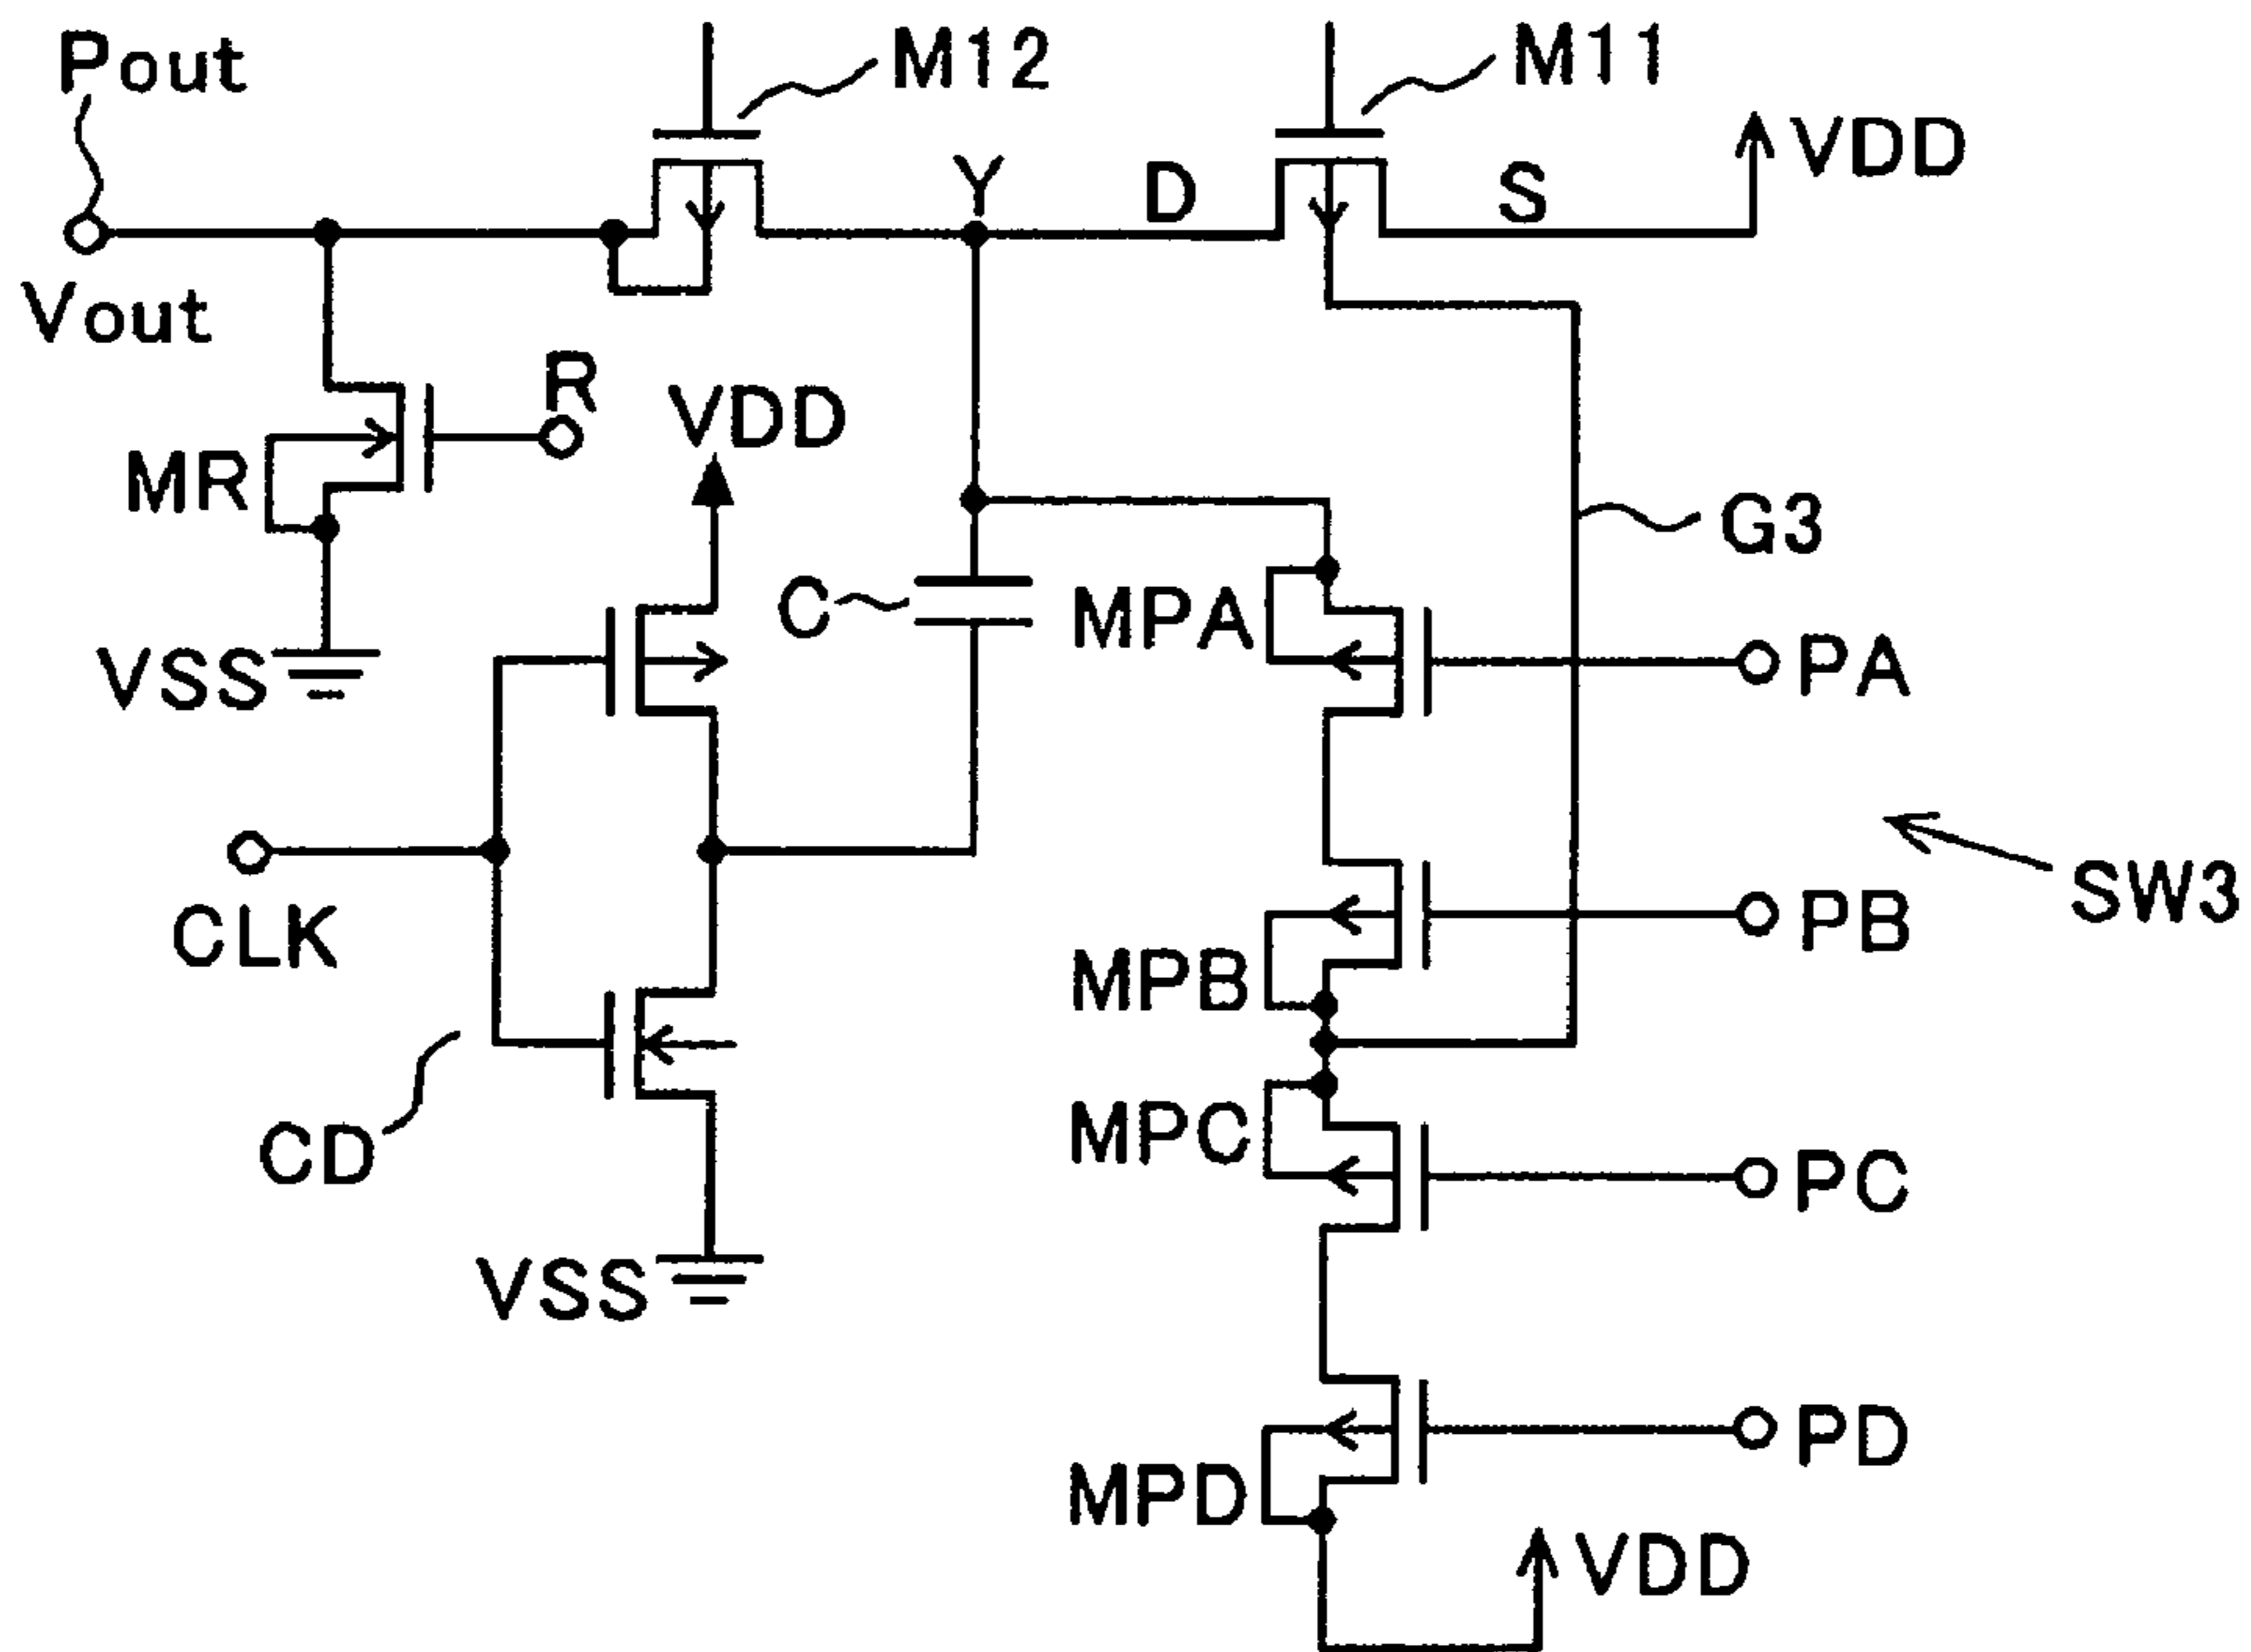 Pout
M12
M11
VDD
Y
D
S
Vout
R
VDD
MR
G3
C
MPA
PA
VSS
PB
SW3
CLK
MPB
MPC
CD
PC
VSS
PD
MPD
VDD